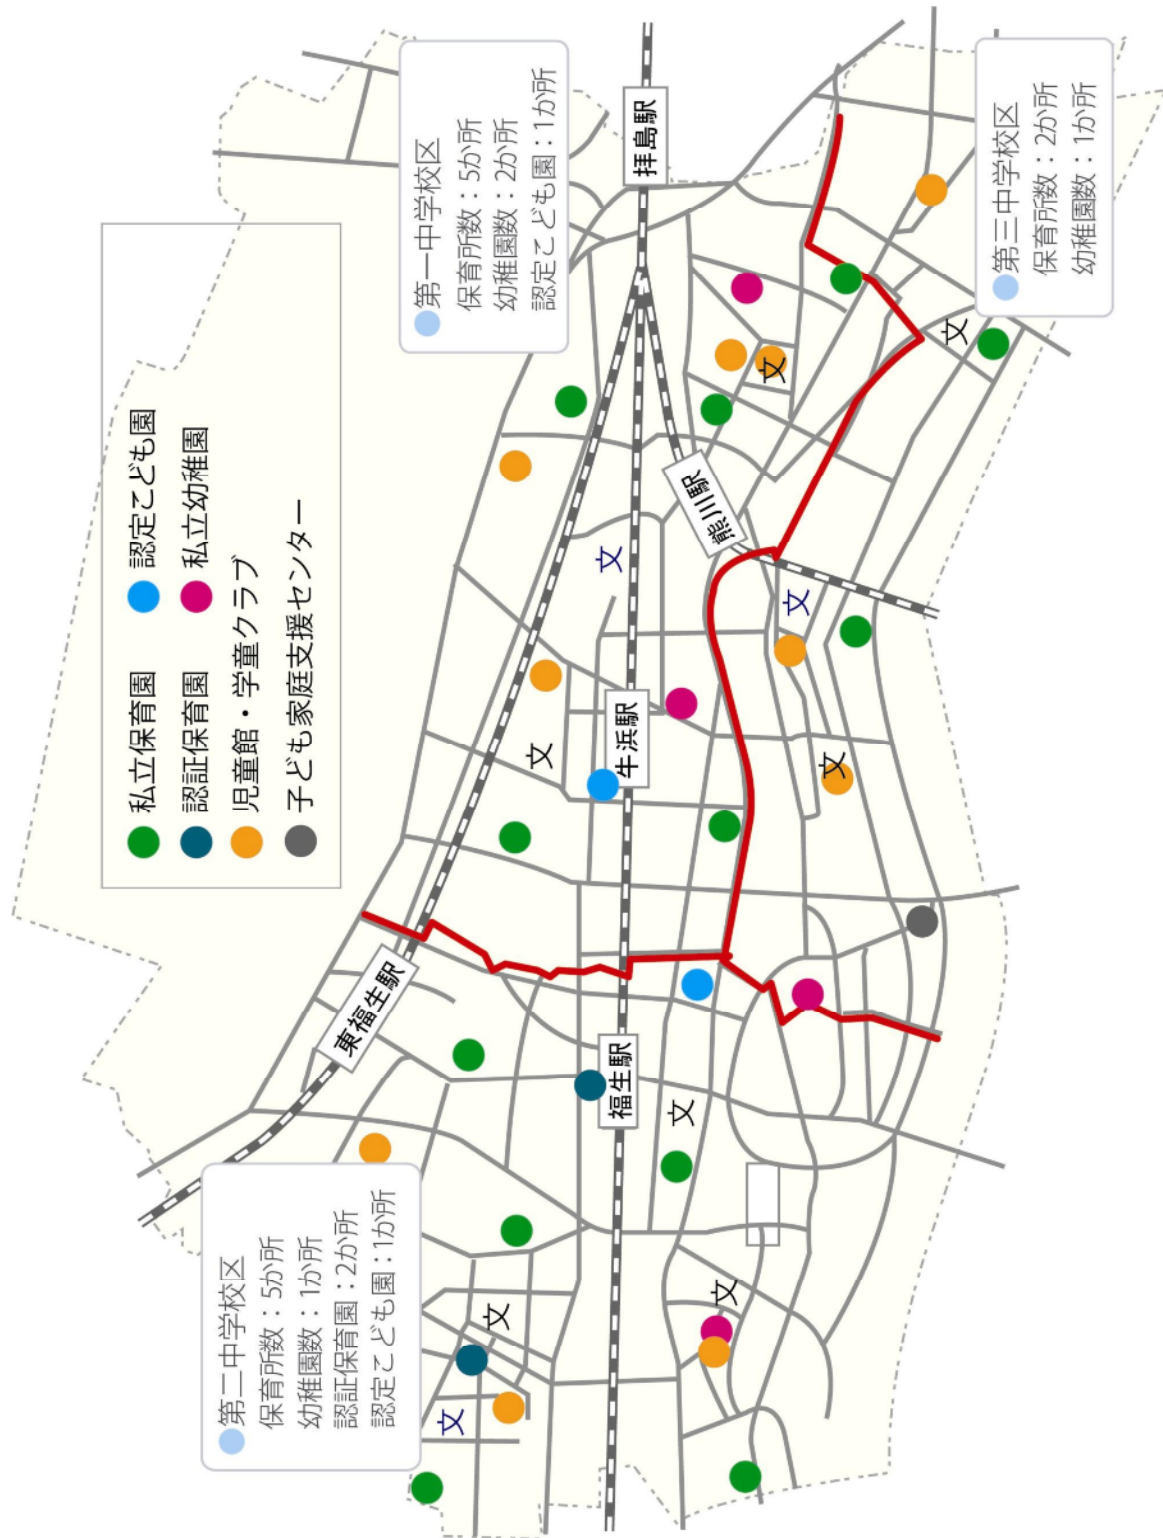 私立保育園
認定こども園
認証保育園
私立幼稚園
児童館・学童クラブ
子ども家庭支援センター
第二中学校区
保育所数：5か所
幼稚園数：1か所
認証保育園：2か所
認定こども園：1か所
第一中学校区
保育所数：5か所
幼稚園数：2か所
認定こども園：1か所
第三中学校区
保育所数：2か所
幼稚園数：1か所
東福生駅
福生駅
牛浜駅
熊川駅
拝島駅
文
文
文
文
文
文
文
文
文
文